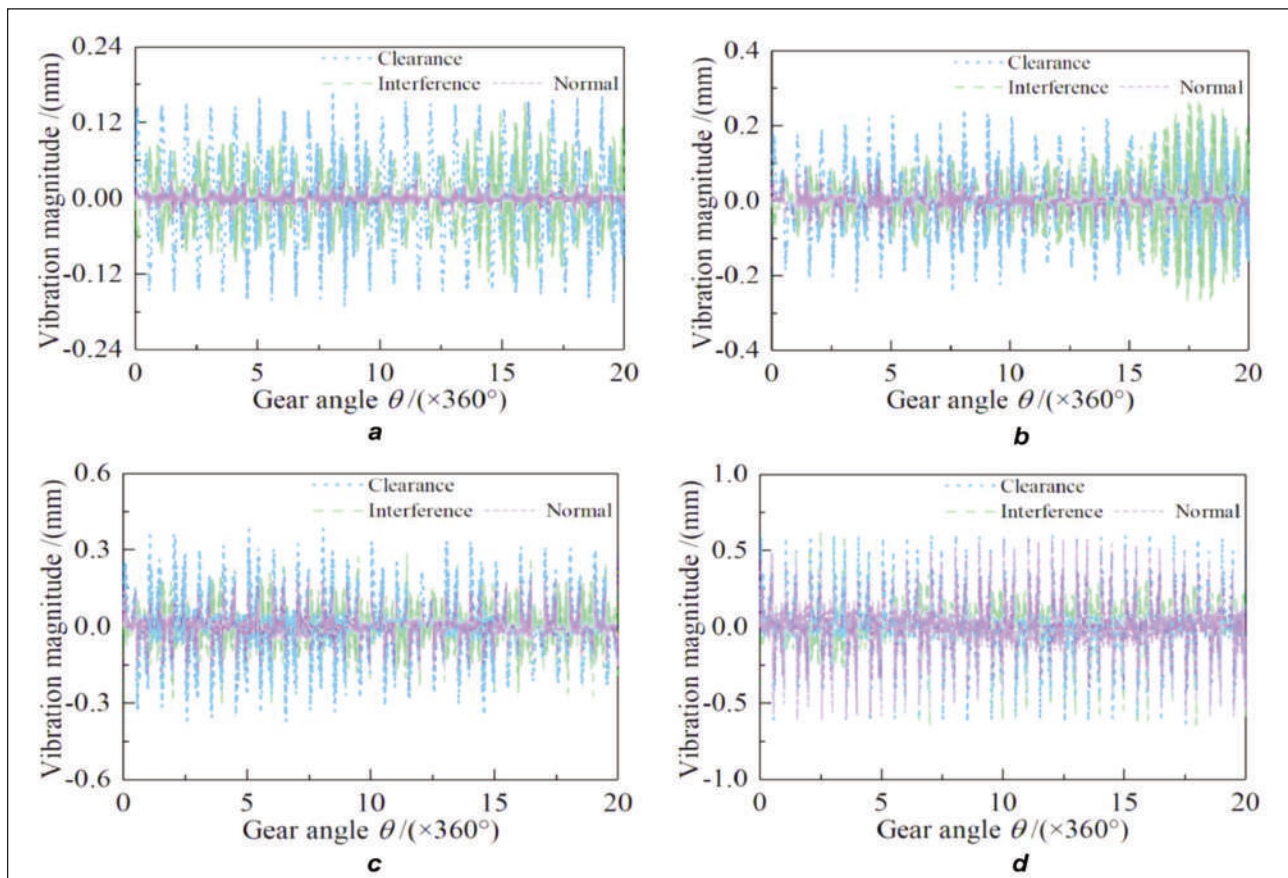 0.24
Clearance
Interference Normal
0.12
0.00
-0.12
-0.24
Vibration magnitude /(mm)
0 5 10 15 20
Gear angle θ/(×360°)
a
0.4
Clearance
Interference Normal
0.2
0.0
-0.2
-0.4
Vibration magnitude /(mm)
0 5 10 15 20
Gear angle θ/(×360°)
b
0.6
Clearance
Interference Normal
0.3
0.0
-0.3
-0.6
Vibration magnitude /(mm)
0 5 10 15 20
Gear angle θ/(×360°)
c
1.0
Clearance
Interference Normal
0.5
0.0
-0.5
-1.0
Vibration magnitude /(mm)
0 5 10 15 20
Gear angle θ/(×360°)
d